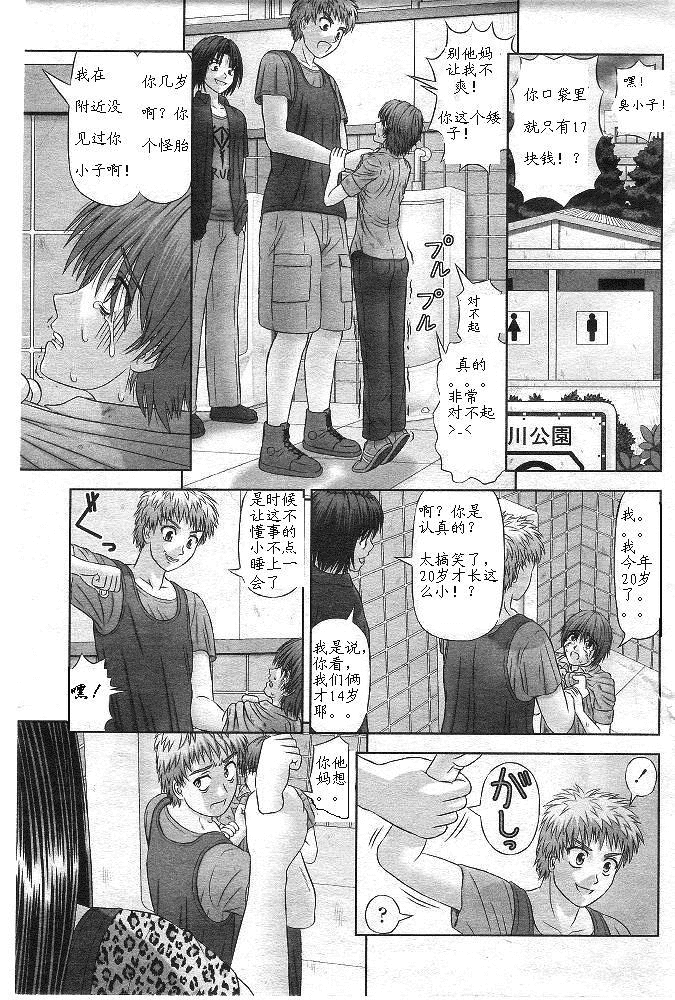 嘿！
臭小子！
你口袋里
就只有17
块钱！？
川公園
别他妈
让我不
爽！
你这个矮
子！
プルプル
对不起
真的
。。。
非常
对不起
>_<
你几岁
啊？你
个怪胎
我在
附近没
见过你
小子啊！
我。
。。
我
今年
20岁
了。
。。
啊？你是
认真的？
太搞笑了，
20岁才长这
么小！？
我是说，
你看，
我们俩
才14岁
耶。。
是时让懂小睡会
候这事不一了
不的点上
嘿！
！
がしっ
？
你他
妈想
。。